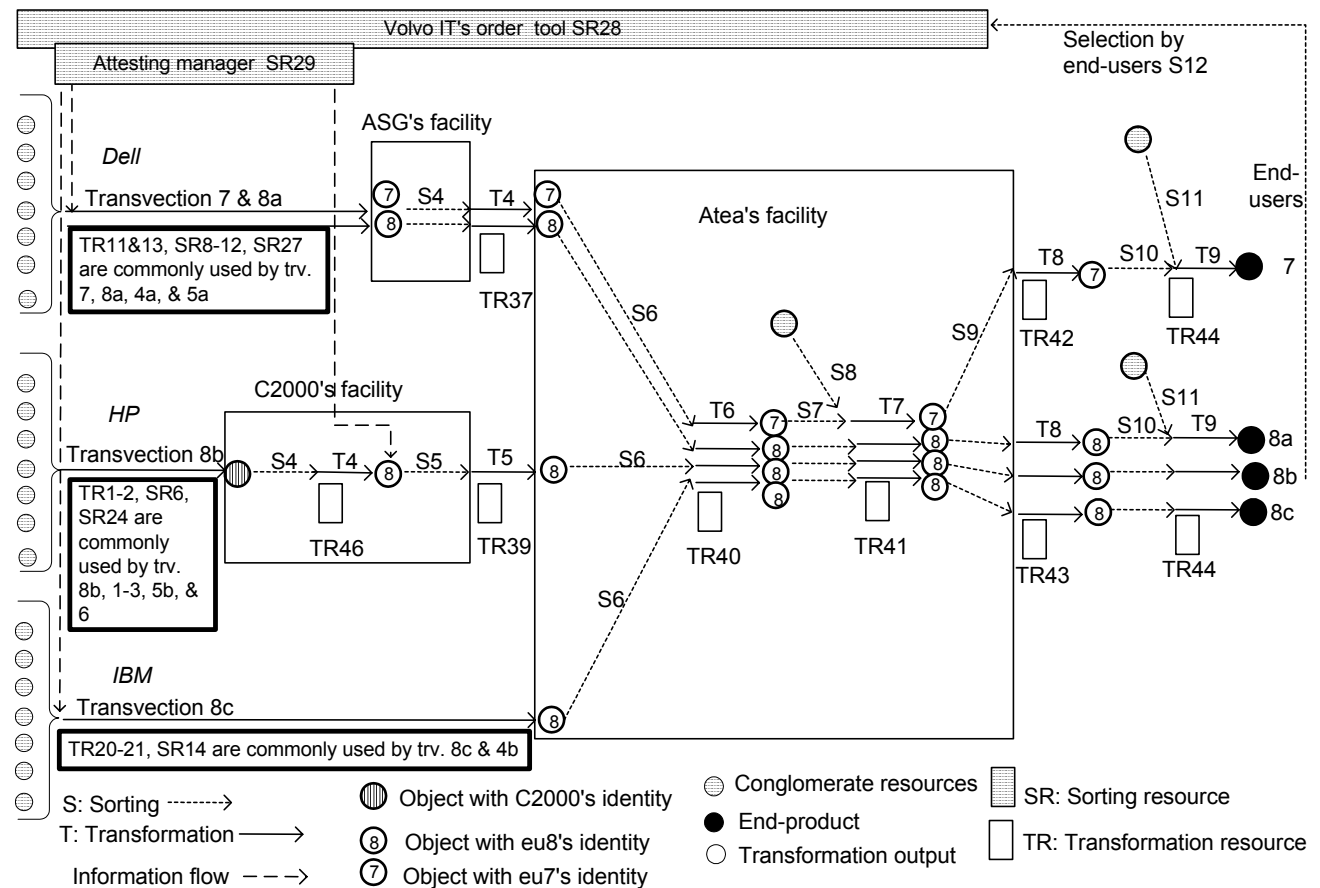 Volvo IT's order tool SR28
Attesting manager SR29
Selection by
end-users S12
ASG's facility
Dell
Transvection 7 & 8a
7
S4
T4
7
8
8
TR11&13, SR8-12, SR27
are commonly used by trv.
7, 8a, 4a, & 5a
TR37
Atea's facility
S11
End-
users
T8
S10
T9
7
7
TR42
TR44
S6
S9
S8
C2000's facility
HP
Transvection 8b
S4
T4
8
S5
T5
8
S6
TR46
TR39
TR1-2, SR6,
SR24 are
commonly
used by trv.
8b, 1-3, 5b, &
6
T6
7
S7
T7
7
8
8
8
8
8
8
TR40
TR41
S11
T8
S10
T9
8
8a
8
8b
8
8c
TR43
TR44
S6
IBM
Transvection 8c
8
TR20-21, SR14 are commonly used by trv. 8c & 4b
S: Sorting
T: Transformation
Information flow
Object with C2000's identity
8 Object with eu8's identity
7 Object with eu7's identity
Conglomerate resources
End-product
Transformation output
SR: Sorting resource
TR: Transformation resource